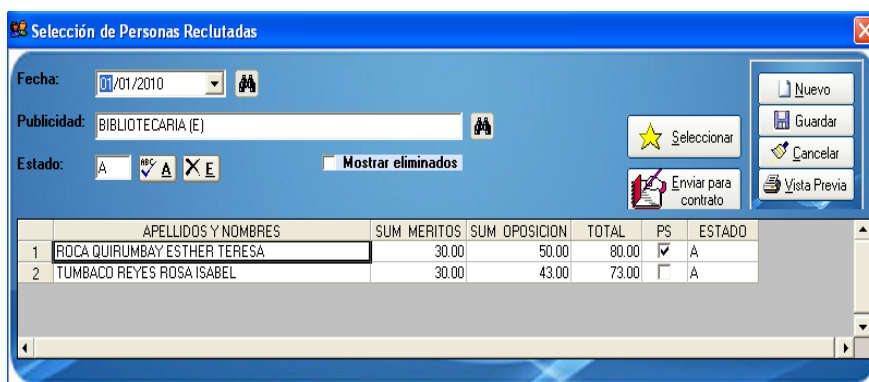 Selección de Personas Reclutadas
Fecha: 01/01/2010
Nuevo
Publicidad: BIBLIOTECARIA (E)
Guardar
Seleccionar
Cancelar
Estado: A ABC A E Mostrar eliminados
Enviar para
contrato
Vista Previa
APELLIDOS Y NOMBRES SUM MERITOS SUM OPOSICION TOTAL PS ESTADO
1 ROCA QUIRUMBAY ESTHER TERESA 30.00 50.00 80.00 A
2 TUMBACO REYES ROSA ISABEL 30.00 43.00 73.00 A